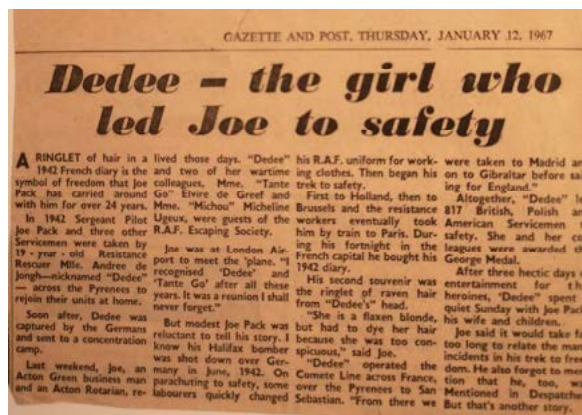 GAZETTE AND POST, THURSDAY, JANUARY 12, 1967
Dedee - the girl who
led Joe to safety
A RINGLET of hair in a
1942 French diary is the
symbol of freedom that Joe
Pack has carried around
with him for over 24 years.
In 1942 Sergeant Pilot
Joe Pack and three other
Servicemen were taken by
19 - year - old Resistance
Rescuer Mlle. Andree de
Jongh—nicknamed "Dedee"
— across the Pyrenees to
rejoin their units at home.
Soon after, Dedee was
captured by the Germans
and sent to a concentration
camp.
Last weekend, Joe, an
Acton Green business man
and an Acton Rotarian, re-
lived those days. "Dedee"
and two of her wartime
colleagues, Mme. "Tante
Go" Elvire de Greef and
Mme. "Michou" Micheline
Ugeux, were guests of the
R.A.F. Escaping Society.
Joe was at London Air-
port to meet the 'plane. "I
recognised 'Dedee' and
'Tante Go' after all these
years. It was a reunion I shall
never forget."
But modest Joe Pack was
reluctant to tell his story. I
know his Halifax bomber
was shot down over Ger-
many in June, 1942. On
parachuting to safety, some
labourers quickly changed
his R.A.F. uniform for work-
ing clothes. Then began his
trek to safety.
First to Holland, then to
Brussels and the resistance
workers eventually took
him by train to Paris. Dur-
ing his fortnight in the
French capital he bought his
1942 diary.
His second souvenir was
the ringlet of raven hair
from "Dedee's" head.
"She is a flaxen blonde,
but had to dye her hair
because she was too con-
spicuous," said Joe.
"Dedee" operated the
Comete Line across France,
over the Pyrenees to San
Sebastian. "From there we
were taken to Madrid an
on to Gibraltar before sai
ing for England."
Altogether, "Dedee" le
817 British, Polish an
American Servicemen
safety. She and her co
leagues were awarded th
George Medal.
After three hectic days o
entertainment for th
heroines, 'Dedee' spent
quiet Sunday with Joe Pac
his wife and children.
Joe said it would take fa
too long to relate the man
incidents in his trek to free
dom. He also forgot to me
tion that he, too, w
Mentioned in Despatche
But that's another story.